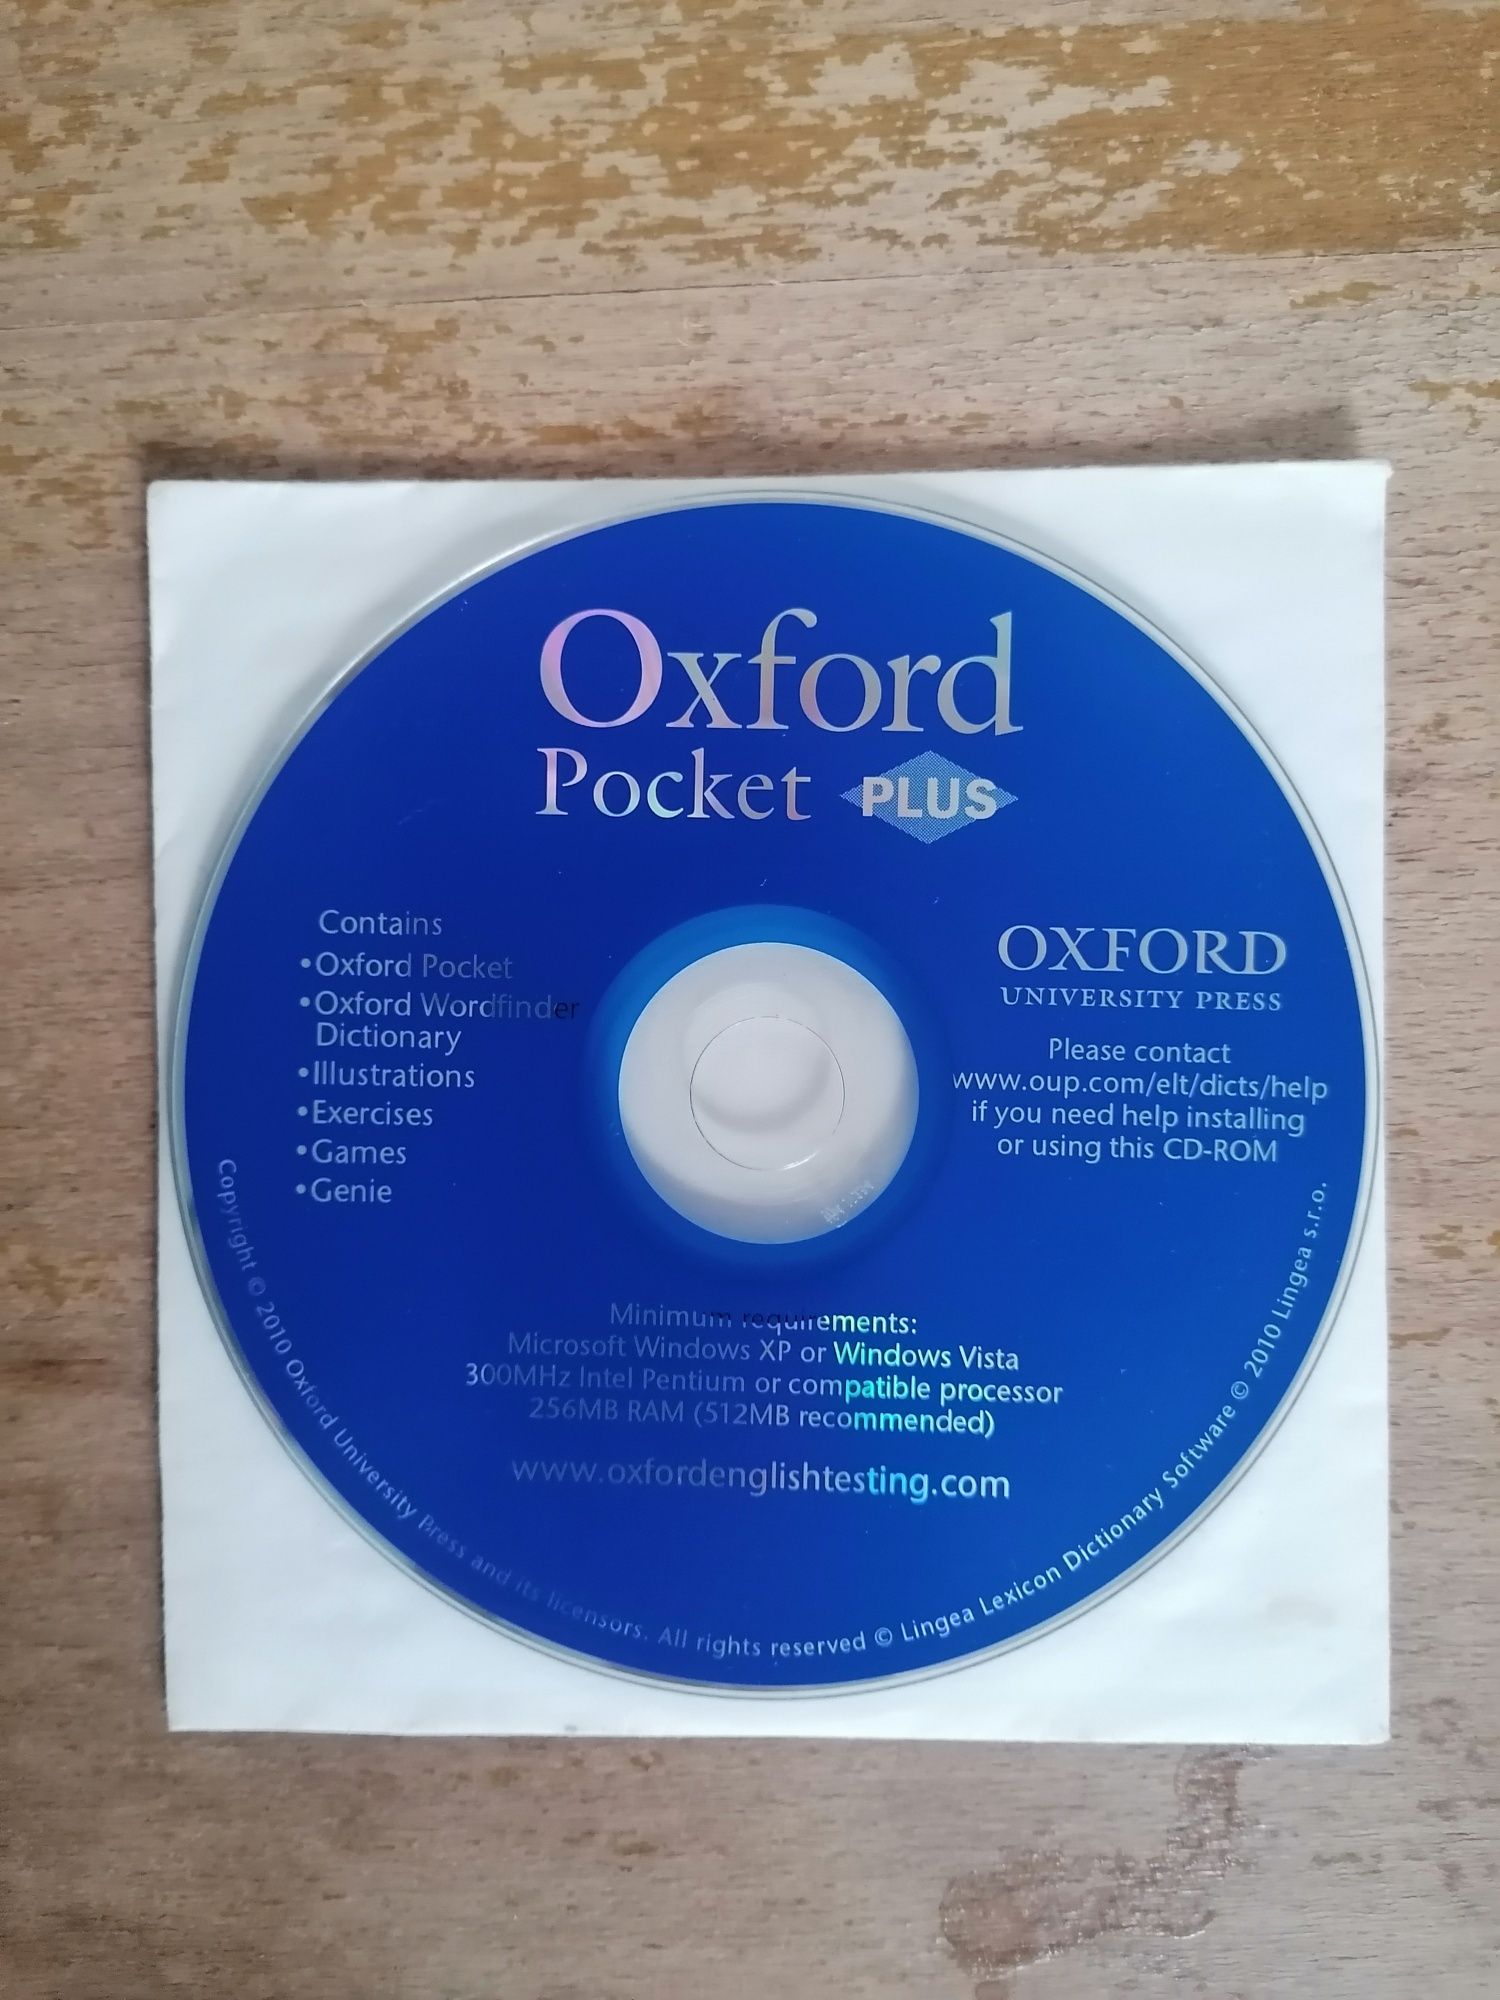 Oxford
Pocket PLUS
Contains
•Oxford Pocket
•Oxford Wordfinder
Dictionary
•Illustrations
•Exercises
•Games
•Genie
OXFORD
UNIVERSITY PRESS
Please contact
www.oup.com/elt/dicts/help
if you need help installing
or using this CD-ROM
Minimum requirements:
Microsoft Windows XP or Windows Vista
300MHz Intel Pentium or compatible processor
256MB RAM (512MB recommended)
www.oxfordenglishtesting.com
Copyright © 2010 Oxford University Press and its licensors. All rights reserved © Lingea Lexicon Dictionary Software © 2010 Lingea s.r.o.